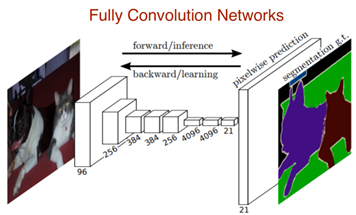 Fully Convolution Networks
forward/inference
backward/learning
pixelwise prediction
segmentation g.t.
96
256
384
384
256
4096
4096
21
21